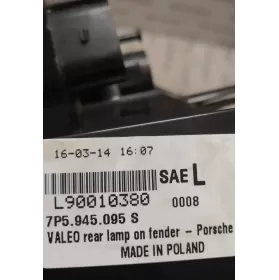 16-03-14 16:07
SAE L
L90010380 0008
7P5.945.095 S
VALEO rear lamp on fender - Porsche
MADE IN POLAND